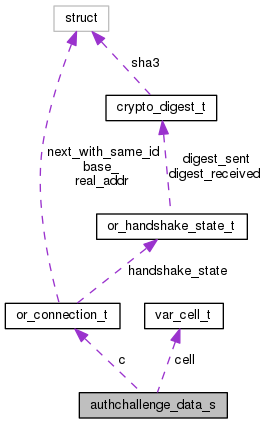 struct
sha3
crypto_digest_t
next_with_same_id
base_
real_addr
digest_sent
digest_received
or_handshake_state_t
handshake_state
or_connection_t
var_cell_t
c
cell
authchallenge_data_s